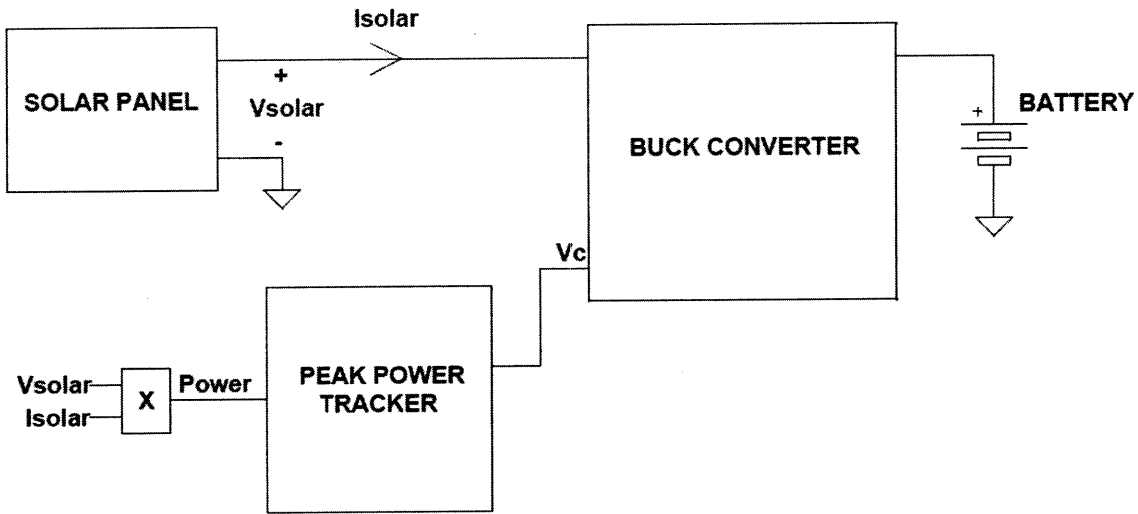 Isolar
SOLAR PANEL
+
Vsolar
-
BUCK CONVERTER
+
BATTERY
Vc
Vsolar
Isolar
X
Power
PEAK POWER
TRACKER